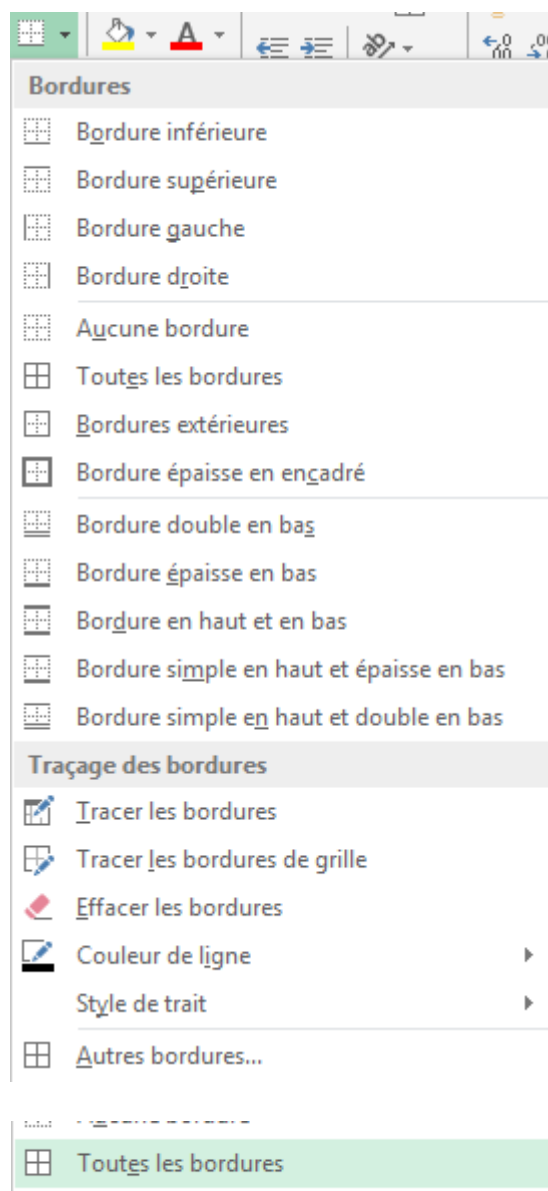 Bordures
Bordure inférieure
Bordure supérieure
Bordure gauche
Bordure droite
Aucune bordure
Toutes les bordures
Bordures extérieures
Bordure épaisse en encadré
Bordure double en bas
Bordure épaisse en bas
Bordure en haut et en bas
Bordure simple en haut et épaisse en bas
Bordure simple en haut et double en bas
Traçage des bordures
Tracer les bordures
Tracer les bordures de grille
Effacer les bordures
Couleur de ligne
Style de trait
Autres bordures...
Toutes les bordures